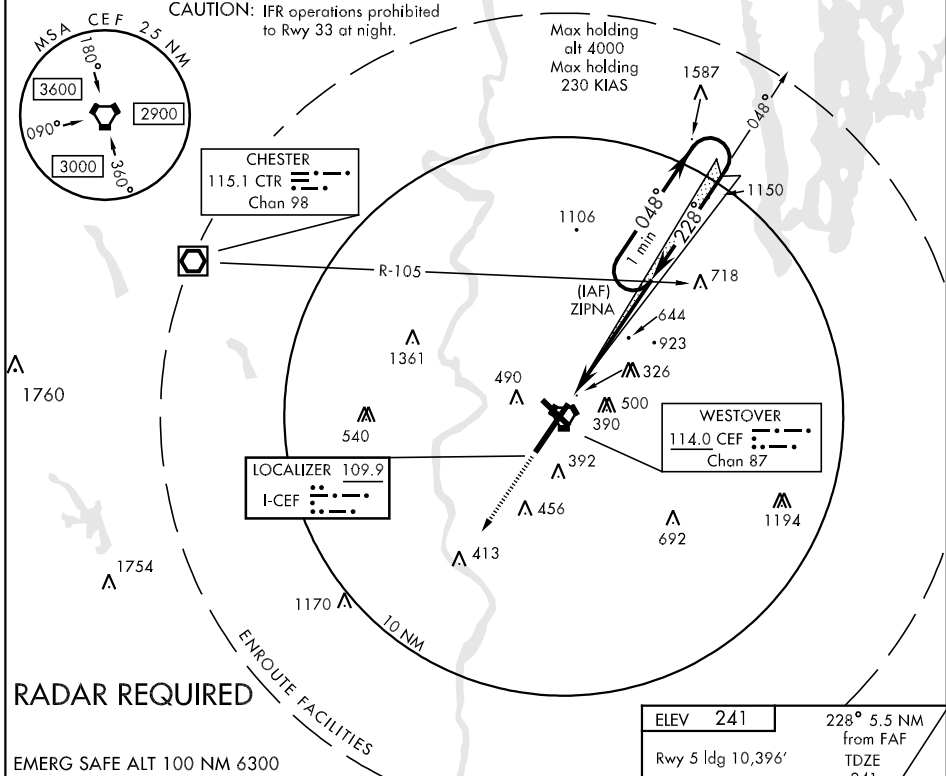 CAUTION: IFR operations prohibited
to Rwy 33 at night.
MSA CEF 25 NM
180°
3600
2900
090°
3000
360°
Max holding
alt 4000
Max holding
230 KIAS
1587
048°
CHESTER
115.1 CTR
Chan 98
1150
1106
048°
1 min
228°
R-105
718
(IAF)
ZIPNA
644
923
1361
326
1760
490
500
390
540
WESTOVER
114.0 CEF
Chan 87
LOCALIZER 109.9
I-CEF
392
456
1194
692
413
1754
1170
10 NM
ENROUTE FACILITIES
RADAR REQUIRED
EMERG SAFE ALT 100 NM 6300
ELEV 241
228° 5.5 NM
from FAF
Rwy 5 ldg 10,396'
TDZE
241